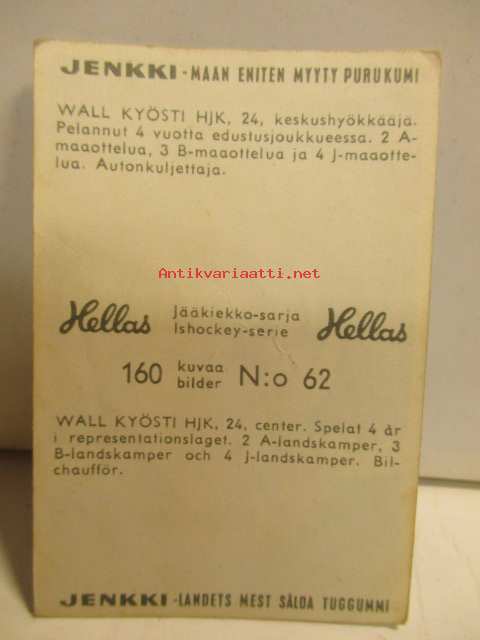 JENKKI - MAAN ENITEN MYYTY PURUKUMI
WALL KYÖSTI HJK, 24, keskushyökkääjä.
Pelannut 4 vuotta edustusjoukkueessa. 2 A-
maaottelua, 3 B-maaottelua ja 4 J-maaotte-
lua. Autonkuljettaja.
Antikvariaatti.net
Hellas Jääkiekko-sarja Hellas
Ishockey-serie
160 kuvaa N:o 62
bilder
WALL KYÖSTI HJK, 24, center. Spelat 4 år
i representationslaget. 2 A-landskamper, 3
B-landskamper och 4 J-landskamper. Bil-
chaufför.
JENKKI - LANDETS MEST SÅLDA TUGGUMMI